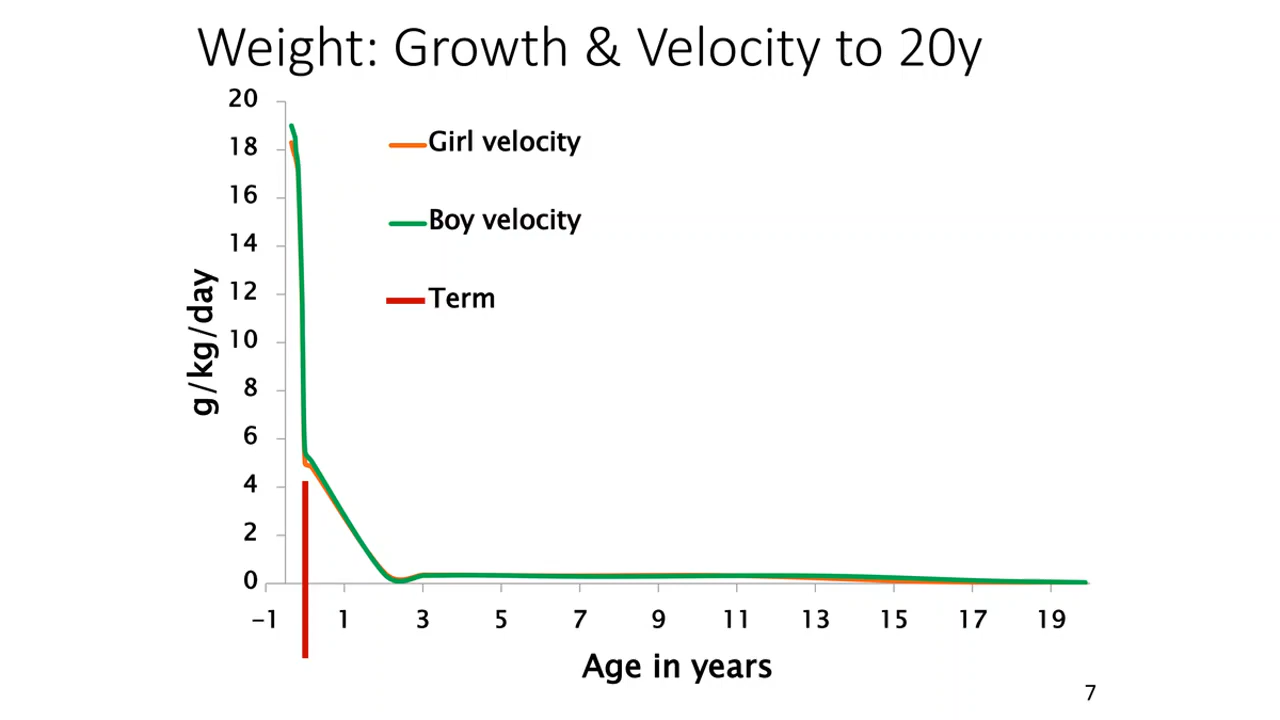 Weight: Growth & Velocity to 20y
20
18
16
14
12
10
8
6
4
2
0
g/kg/day
Girl velocity
Boy velocity
Term
-1 1 3 5 7 9 11 13 15 17 19
Age in years
7